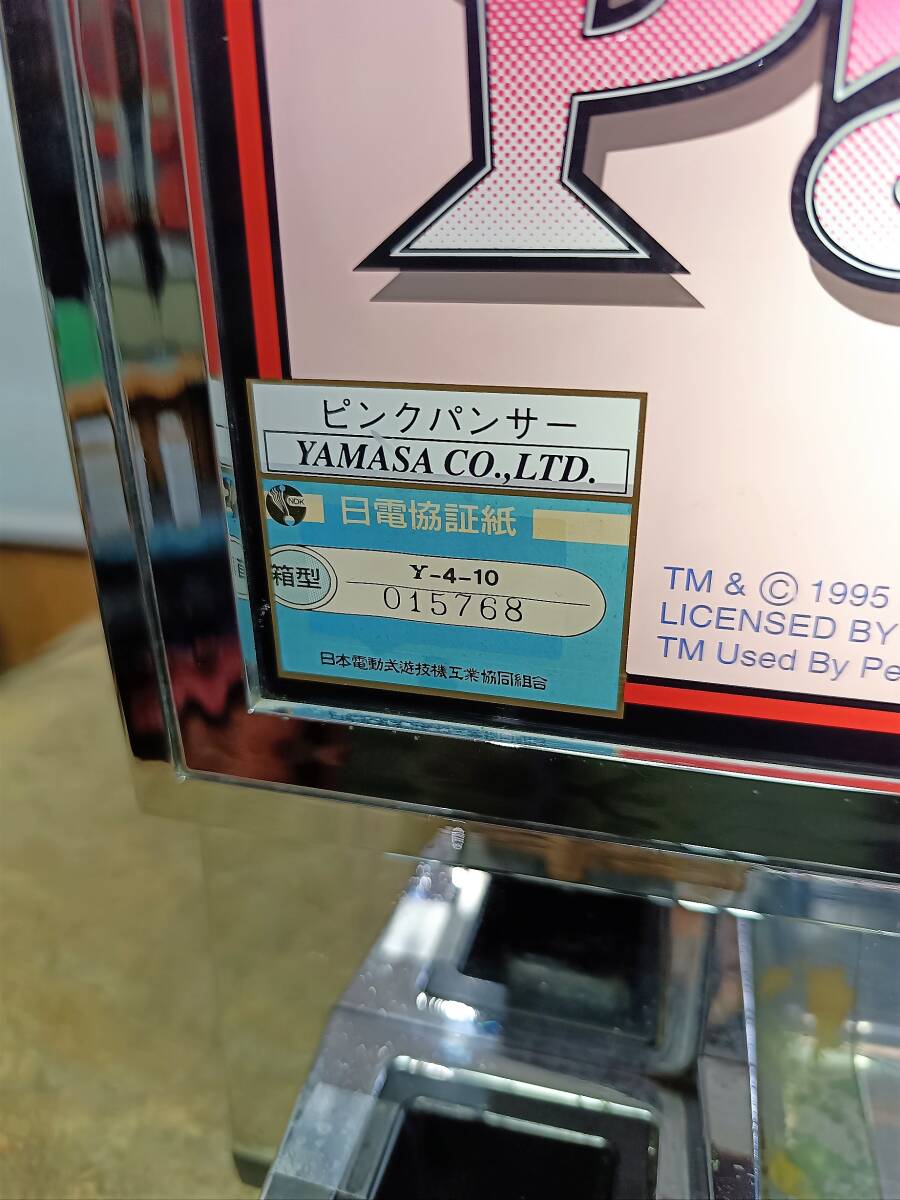 ピンクパンサー
YAMASA CO.,LTD.
NDK
日電協証紙
箱型
Y-4-10
015768
日本電動式遊技機工業協同組合
TM & © 1995
LICENSED BY
TM Used By Pe